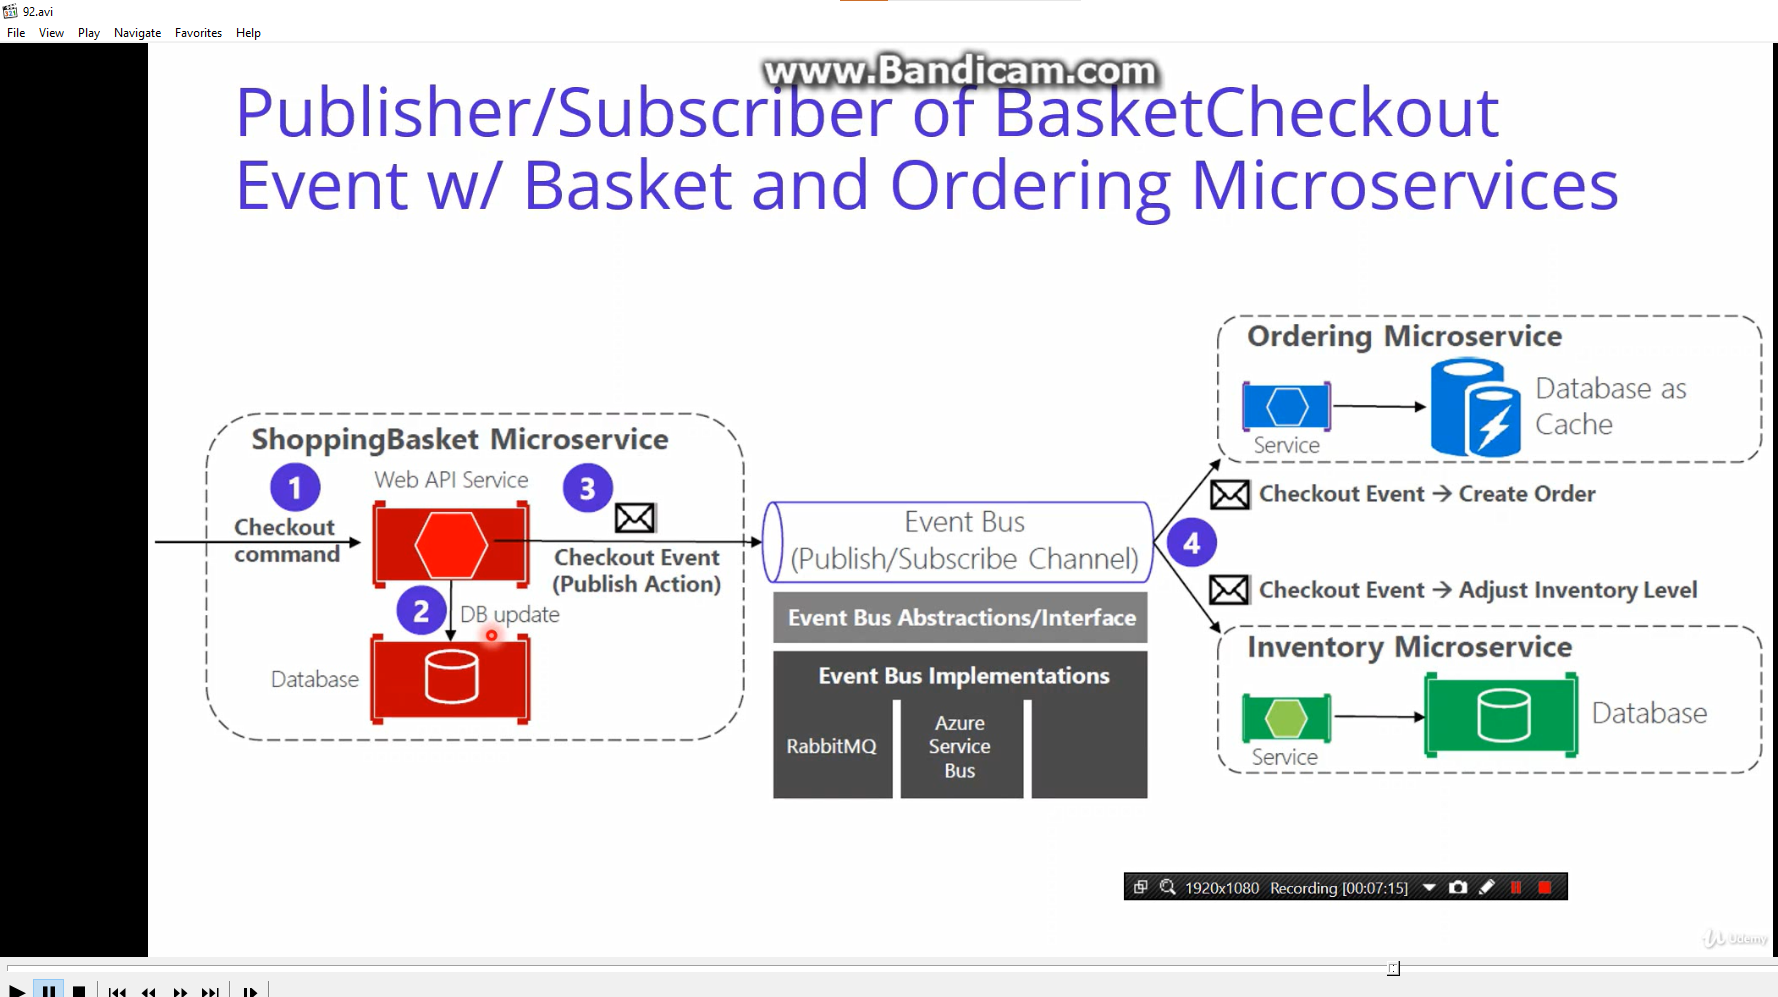 92.avi
File View Play Navigate Favorites Help
www.Bandicam.com
Publisher/Subscriber of BasketCheckout
Event w/ Basket and Ordering Microservices
ShoppingBasket Microservice
1
Web API Service
3
Checkout
command
Checkout Event
(Publish Action)
2
DB update
Database
Event Bus
(Publish/Subscribe Channel)
Event Bus Abstractions/Interface
Event Bus Implementations
RabbitMQ
Azure
Service
Bus
4
Ordering Microservice
Service
Database as
Cache
Checkout Event → Create Order
Checkout Event → Adjust Inventory Level
Inventory Microservice
Service
Database
1920x1080 Recording [00:07:15]
Udemy